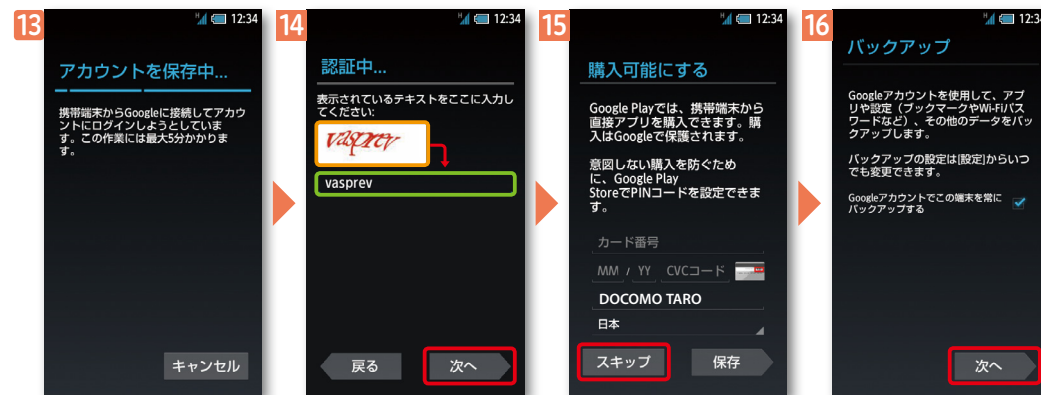 13
H 12:34
アカウントを保存中...
携帯端末からGoogleに接続してアカウ
ントにログインしようとしていま
す。この作業には最大5分かかりま
す。
キャンセル
14
H 12:34
認証中...
表示されているテキストをここに入力し
てください:
vasprev
vasprev
戻る
次へ
15
H 12:34
購入可能にする
Google Playでは、携帯端末から
直接アプリを購入できます。購
入はGoogleで保護されます。
意図しない購入を防ぐため
に、Google Play
StoreでPINコードを設定できま
す。
カード番号
MM / YY CVCコード
DOCOMO TARO
日本
スキップ
保存
16
H 12:34
バックアップ
Googleアカウントを使用して、アプ
リや設定（ブックマークやWi-Fiパス
ワードなど）、その他のデータをバッ
クアップします。
バックアップの設定は[設定]からいつ
でも変更できます。
Googleアカウントでこの端末を常に
バックアップする
次へ